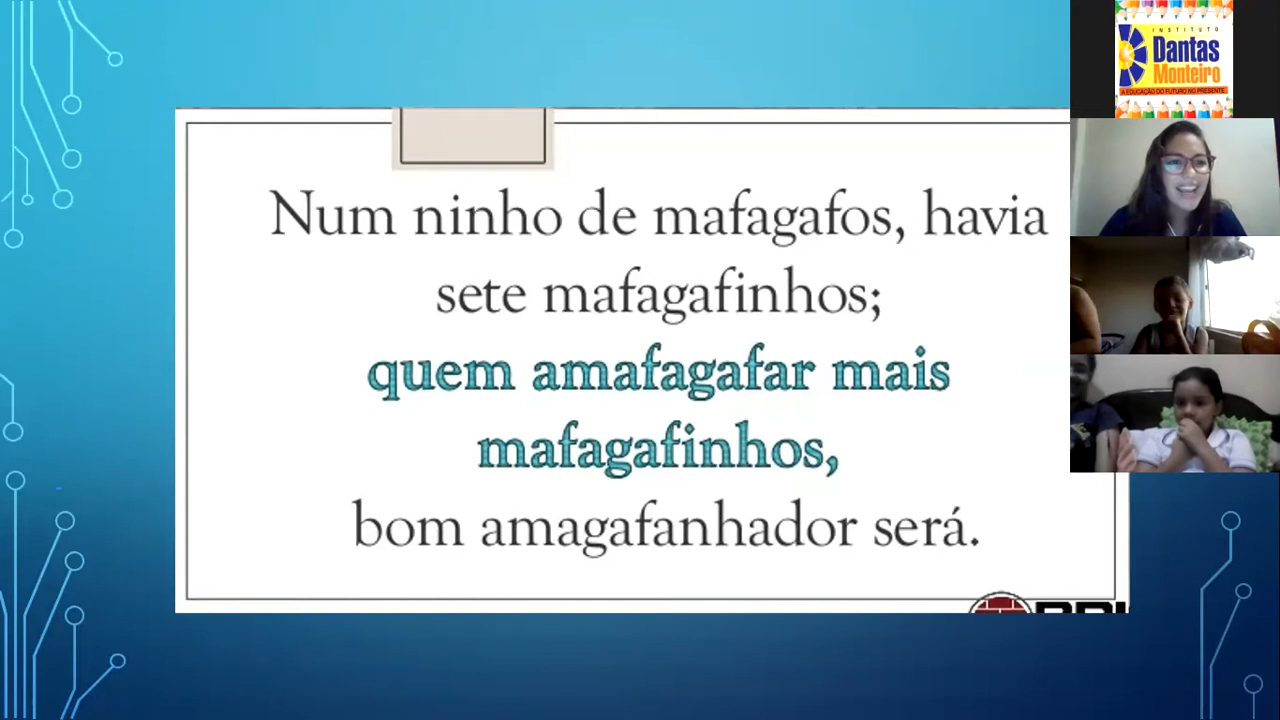 Num ninho de mafagafos, havia
sete mafagafinhos;
quem amafagafar mais
mafagafinhos,
bom amagafanhador será.
INSTITUTO
Dantas
Monteiro
A EDUCAÇÃO DO FUTURO NO PRESENTE